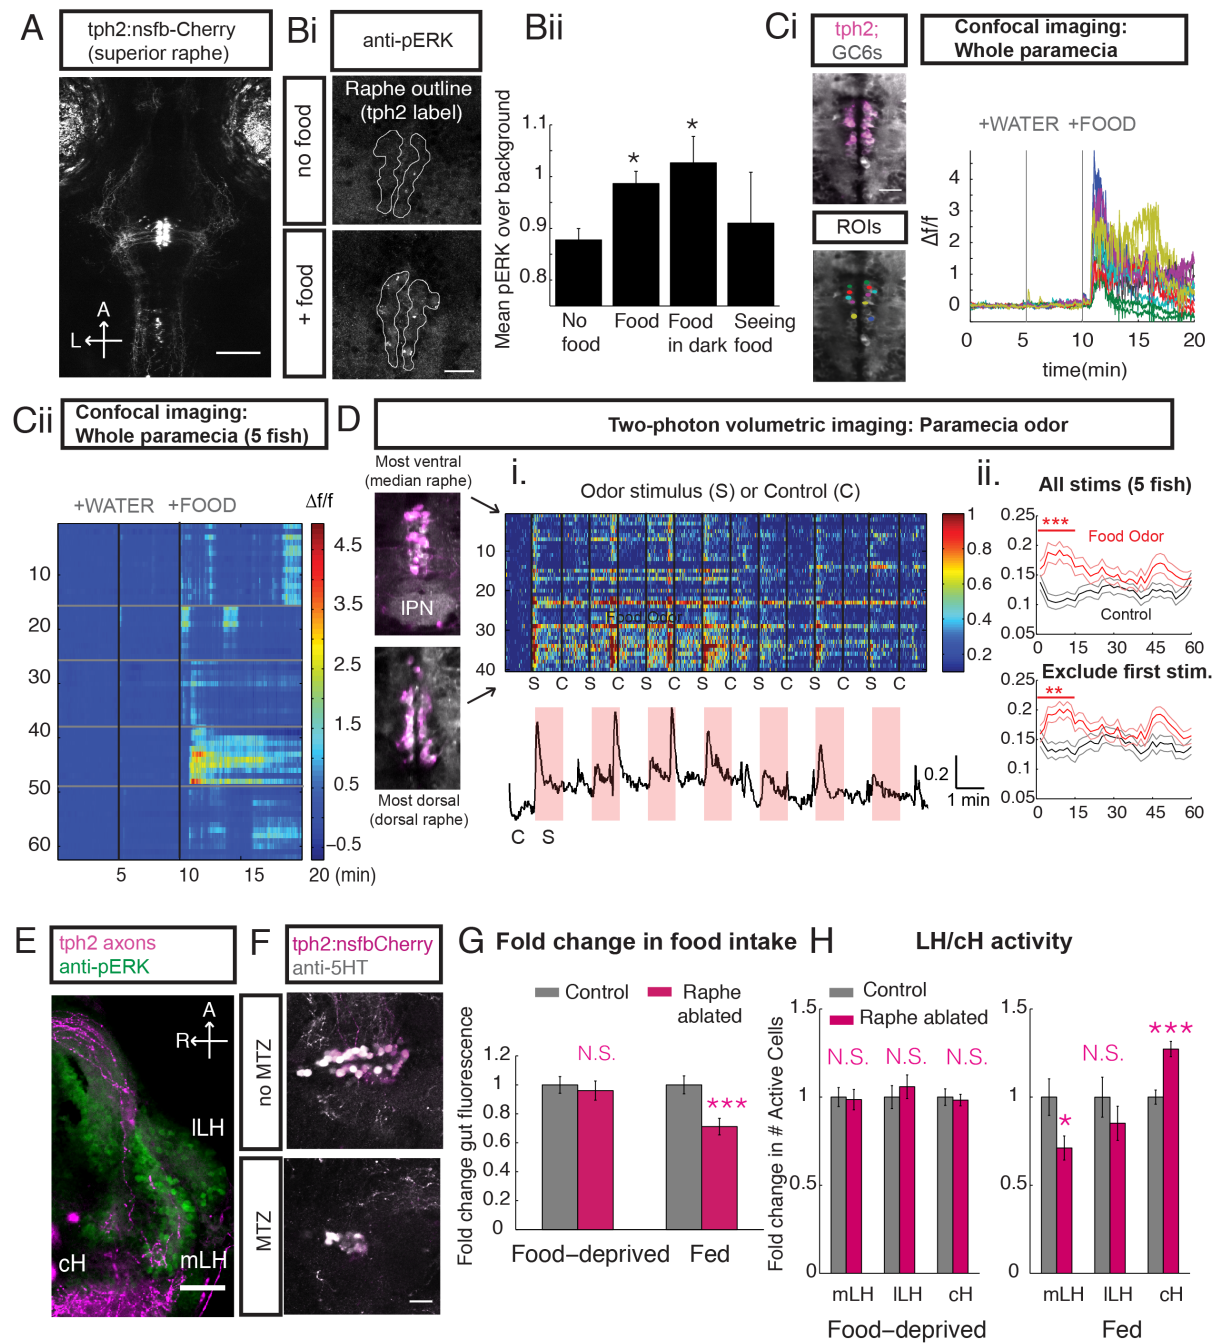 A
tph2:nsfb-Cherry
(superior raphe)
A
L
Bi
anti-pERK
no food
Raphe outline
(tph2 label)
+ food
Bii
Mean pERK over background
1.1
1
0.9
0.8
*
*
No
food
Food
Food
in dark
Seeing
food
Ci
tph2;
GC6s
ROIs
Confocal imaging:
Whole paramecia
+WATER
+FOOD
Δf/f
4
2
1
0
0
5
10
15
20
time(min)
Cii
Confocal imaging:
Whole paramecia (5 fish)
+WATER
+FOOD
Δf/f
10
20
30
40
50
60
5
10
15
20 (min)
4.5
3.5
2.5
1.5
0.5
−0.5
D
Two-photon volumetric imaging: Paramecia odor
Most ventral
(median raphe)
IPN
Most dorsal
(dorsal raphe)
i.
Odor stimulus (S) or Control (C)
10
20
30
40
Food Odor
S C S C S C S C S C S C S C
1
0.8
0.6
0.4
0.2
C S
0.2
1 min
ii.
All stims (5 fish)
0.25
0.2
0.15
0.1
0.05
***
Food Odor
Control
0 15 30 45 60
Exclude first stim.
0.25
0.2
0.15
0.1
0.05
**
0 15 30 45 60
E
tph2 axons
anti-pERK
A
R
lLH
cH
mLH
F
tph2:nsfbCherry
anti-5HT
no MTZ
MTZ
G
Fold change in food intake
Control
Raphe
ablated
Fold change gut fluorescence
1.2
1
0.8
0.6
0.4
0.2
0
N.S.
***
Food−deprived
Fed
H
LH/cH activity
Control
Raphe ablated
Fold change in # Active Cells
1.5
1
0.5
0
N.S.
N.S.
N.S.
mLH
lLH
cH
Food−deprived
1.5
1
0.5
0
*
N.S.
***
mLH
lLH
cH
Fed